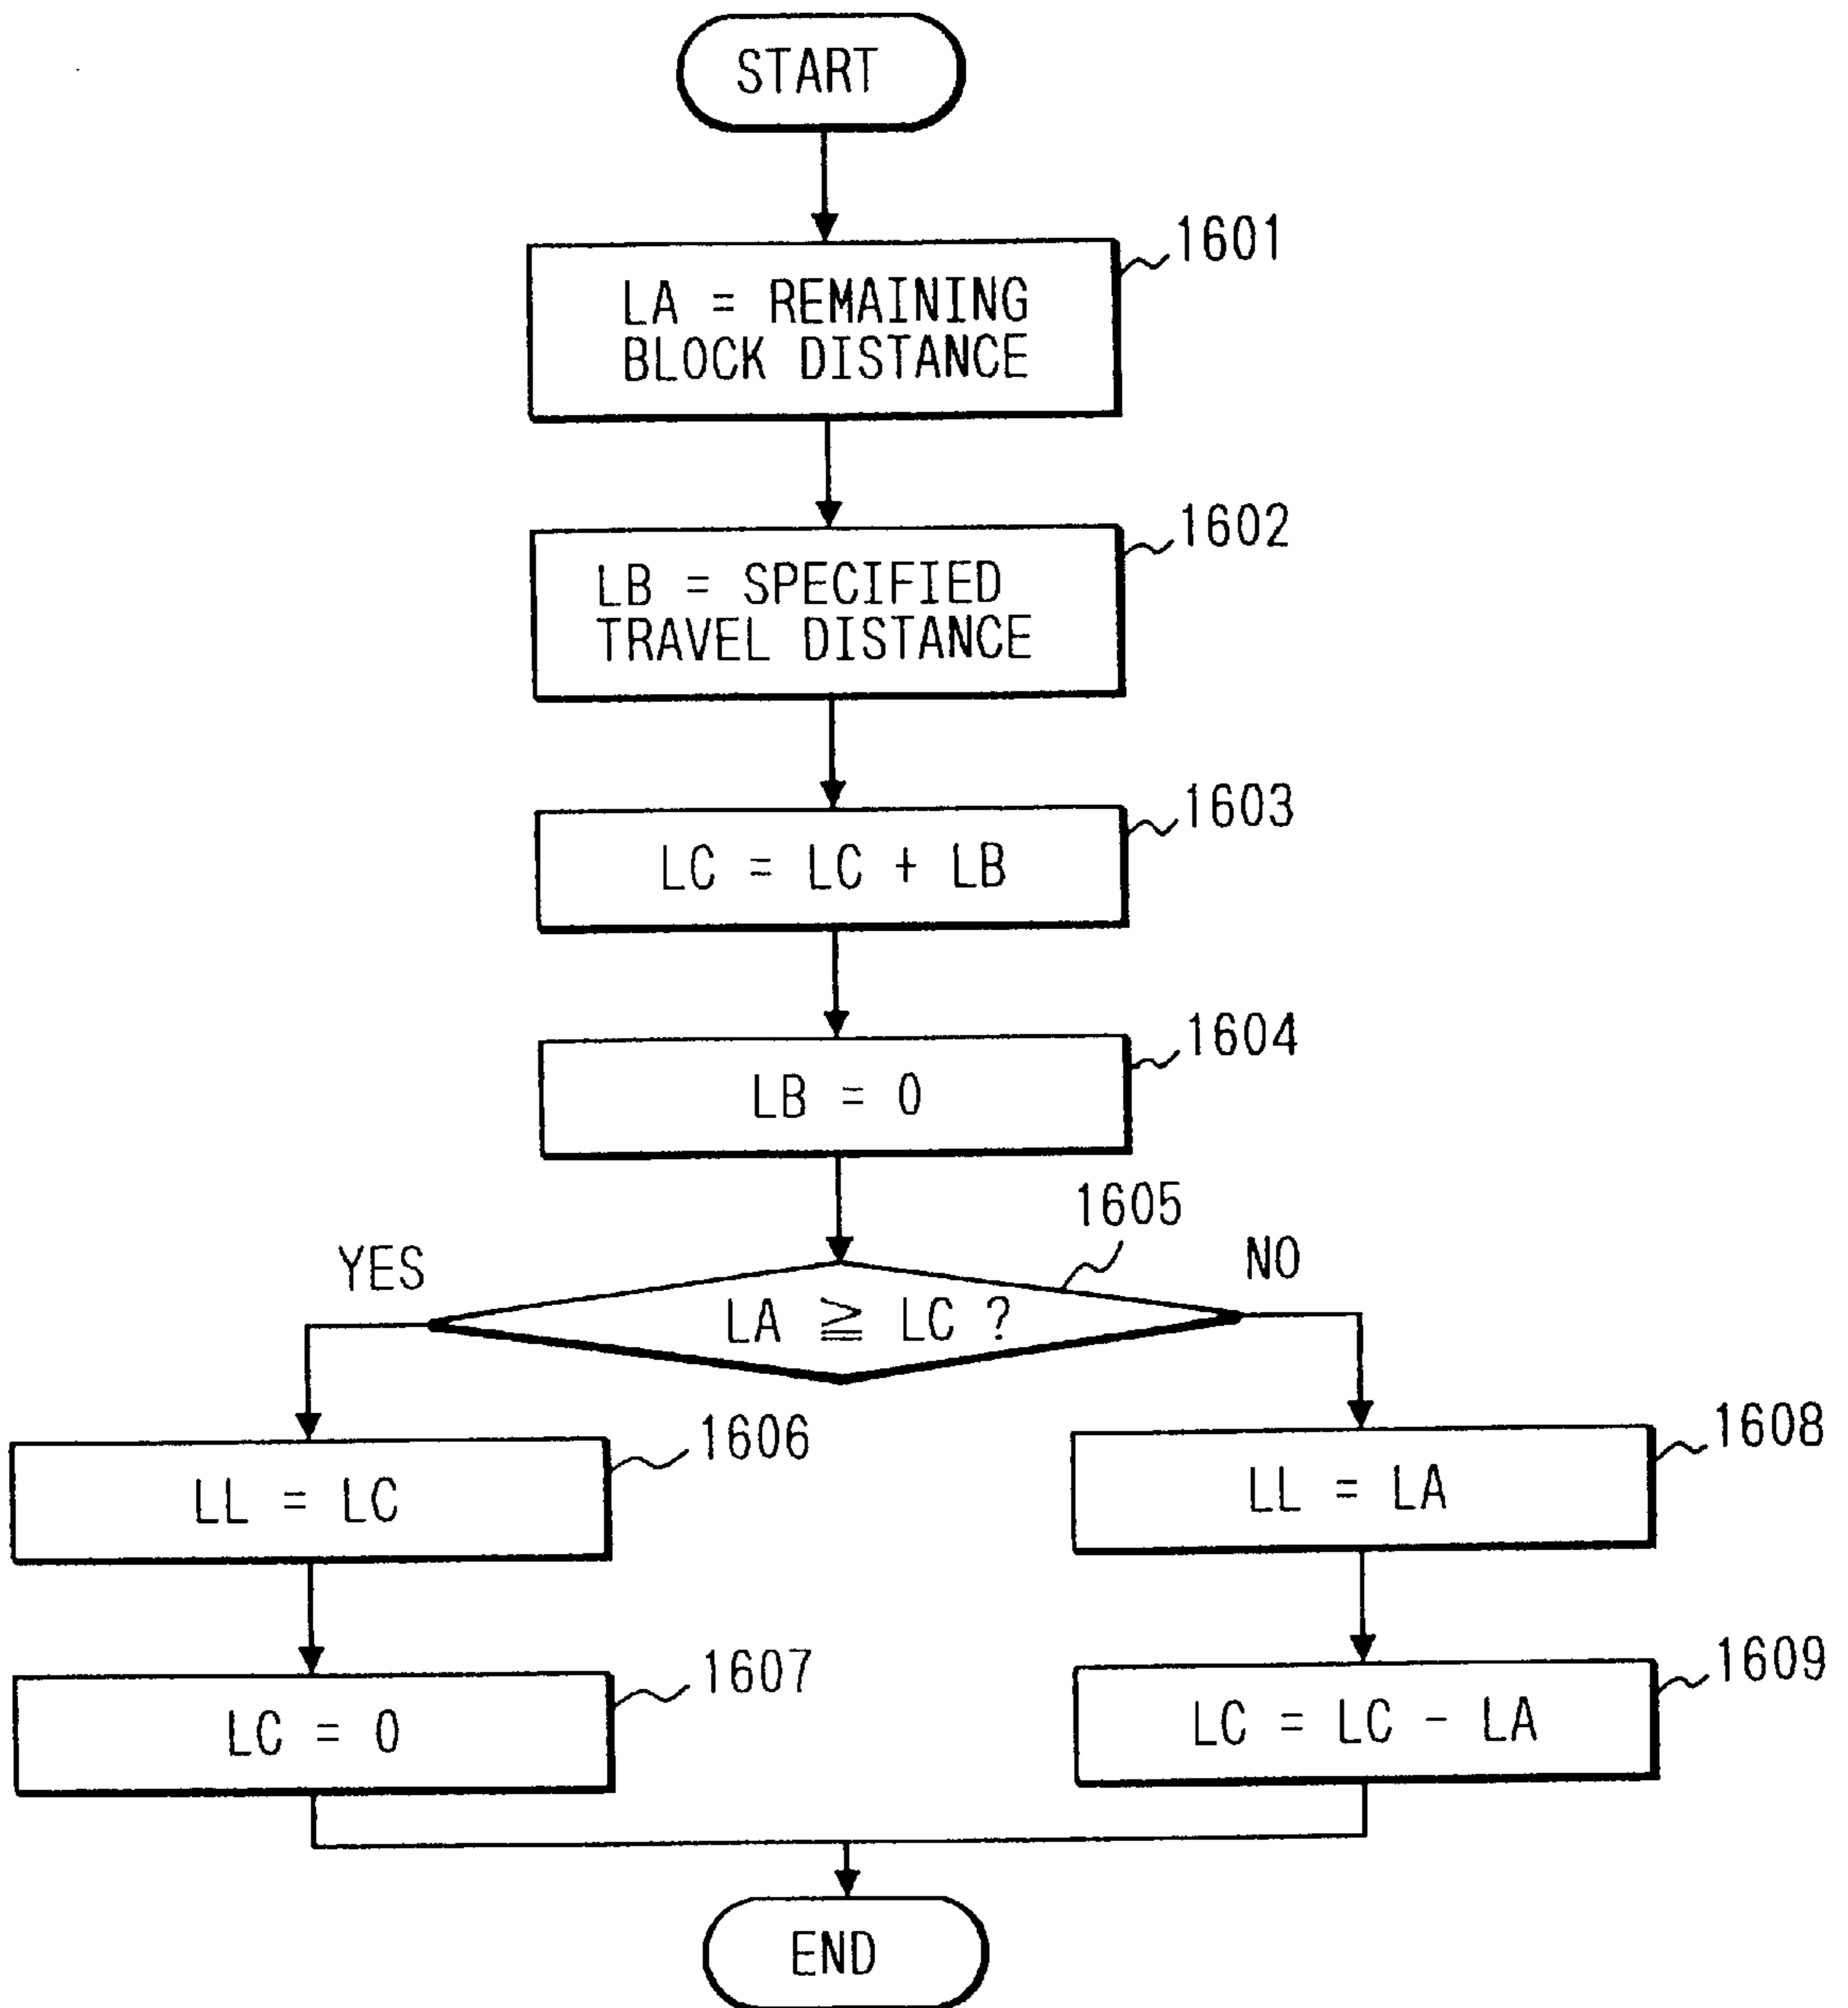 START
1601
LA = REMAINING
BLOCK DISTANCE
1602
LB = SPECIFIED
TRAVEL DISTANCE
1603
LC = LC + LB
1604
LB = 0
1605
YES
NO
LA ≧ LC ?
1606
LL = LC
1608
LL = LA
1607
LC = 0
1609
LC = LC - LA
END